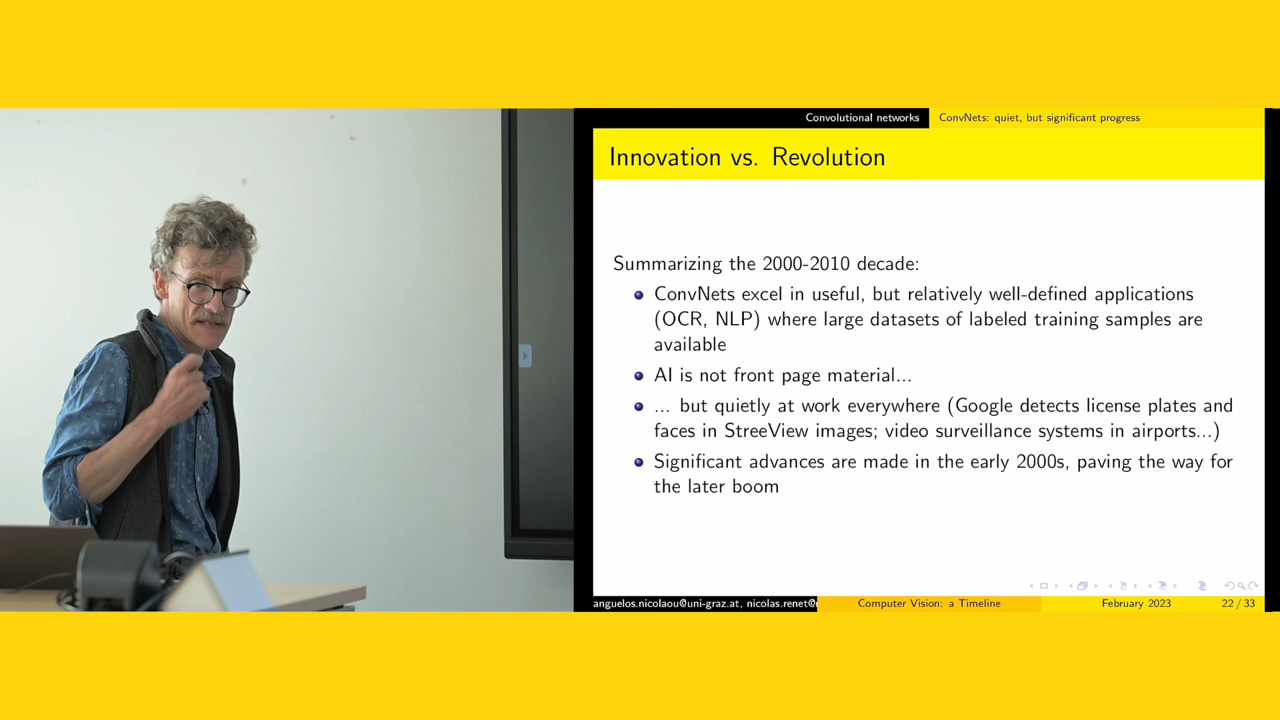 Convolutional networks
ConvNets: quiet, but significant progress
Innovation vs. Revolution
Summarizing the 2000-2010 decade:
ConvNets excel in useful, but relatively well-defined applications
(OCR, NLP) where large datasets of labeled training samples are
available
AI is not front page material...
... but quietly at work everywhere (Google detects license plates and
faces in StreeView images; video surveillance systems in airports...)
Significant advances are made in the early 2000s, paving the way for
the later boom
anguelos.nicolaou@uni-graz.at, nicolas.renet@
Computer Vision: a Timeline
February 2023
22 / 33